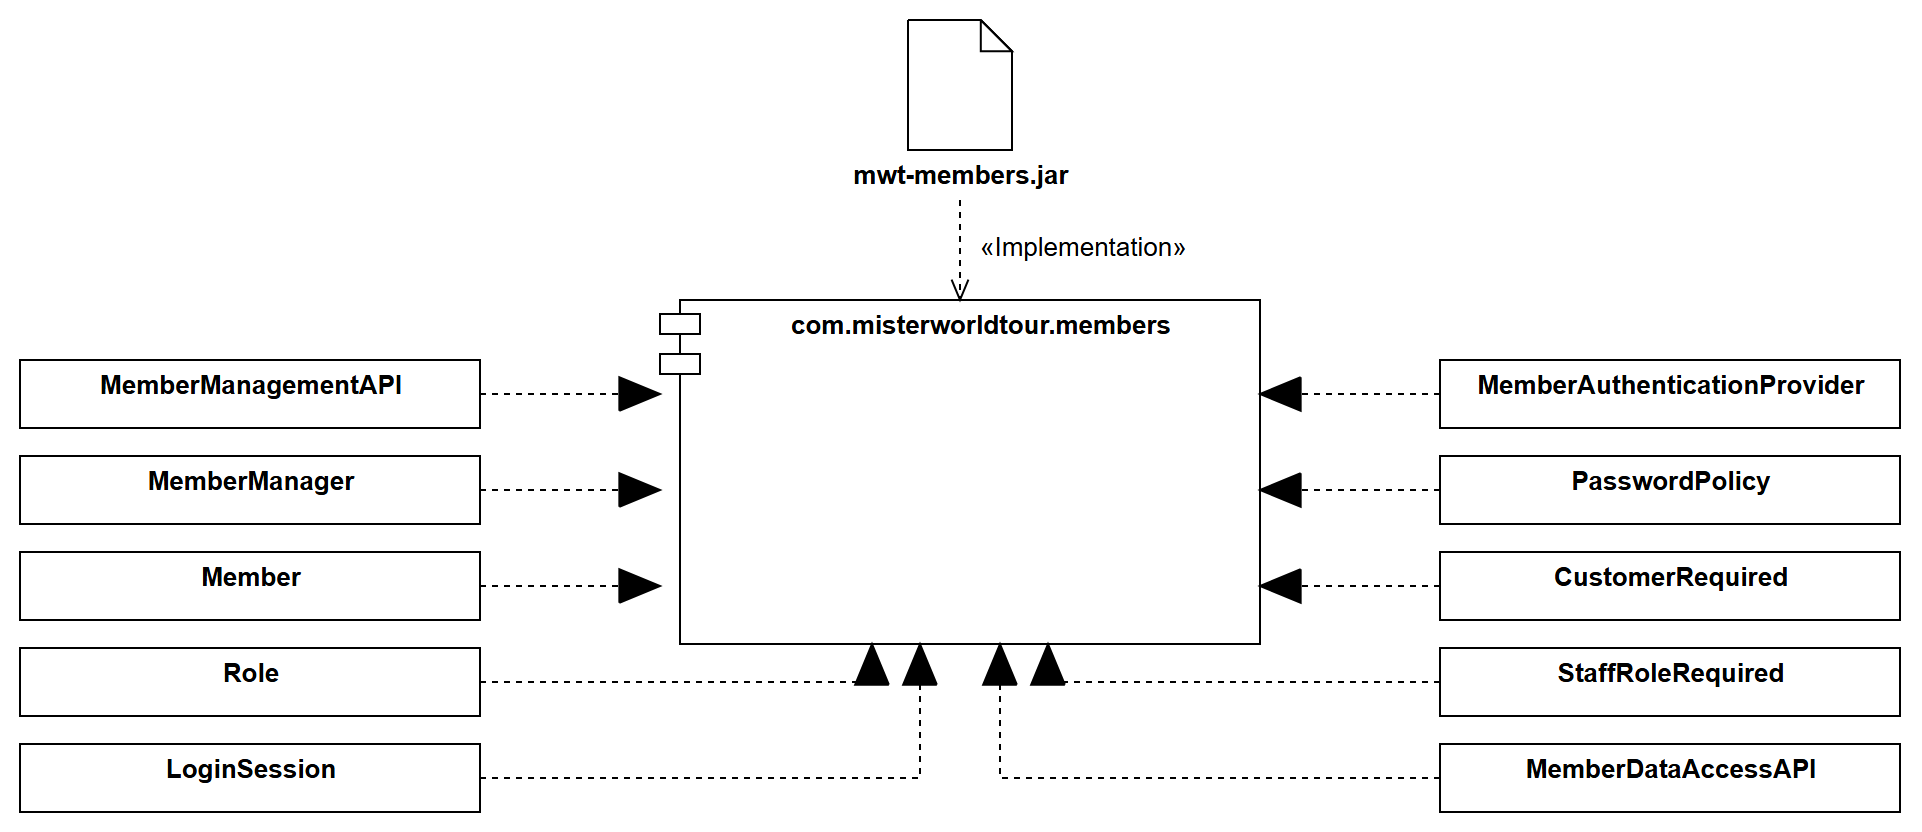 mwt-members.jar
«Implementation»
com.misterworldtour.members
MemberManagementAPI
MemberManager
Member
Role
LoginSession
MemberAuthenticationProvider
PasswordPolicy
CustomerRequired
StaffRoleRequired
MemberDataAccessAPI